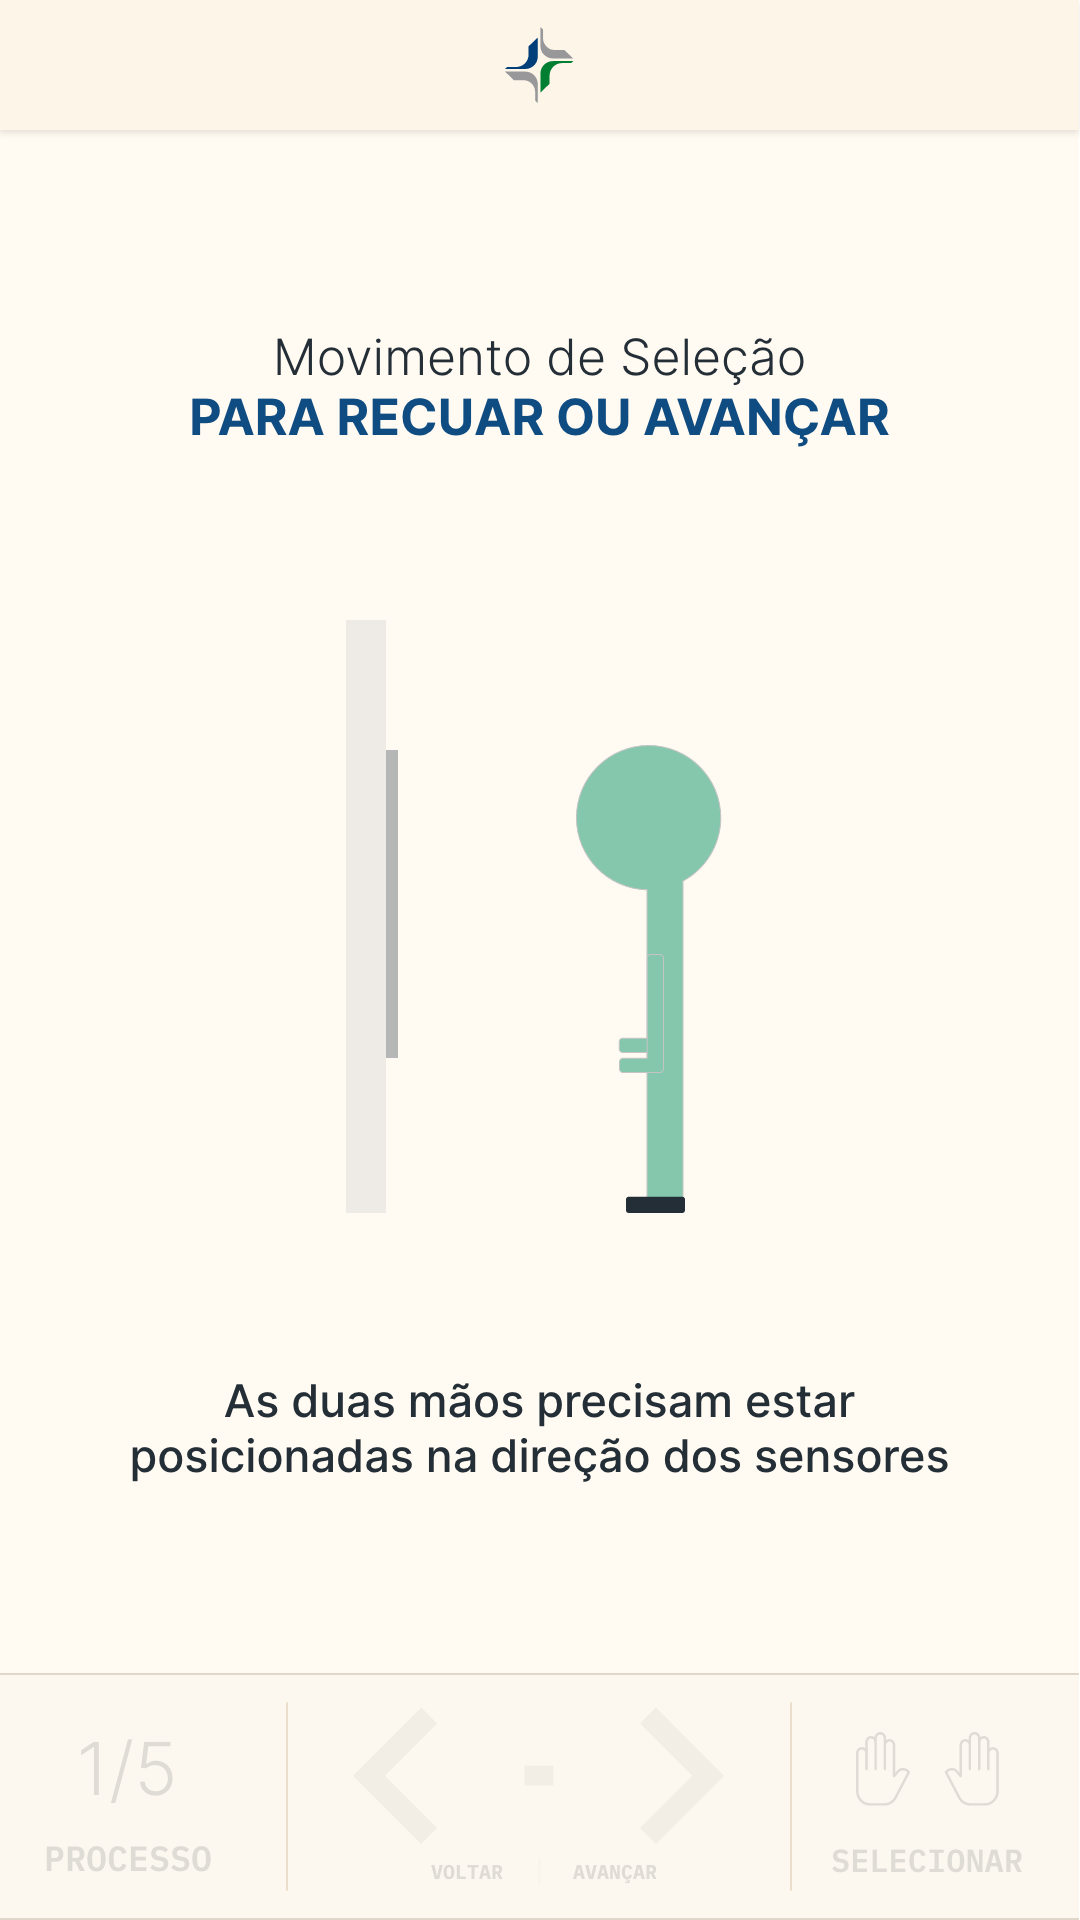 Movimento de Seleção
PARA RECUAR OU AVANÇAR
As duas mãos precisam estar
posicionadas na direção dos sensores
1/5
PROCESSO
VOLTAR
AVANÇAR
SELECIONAR